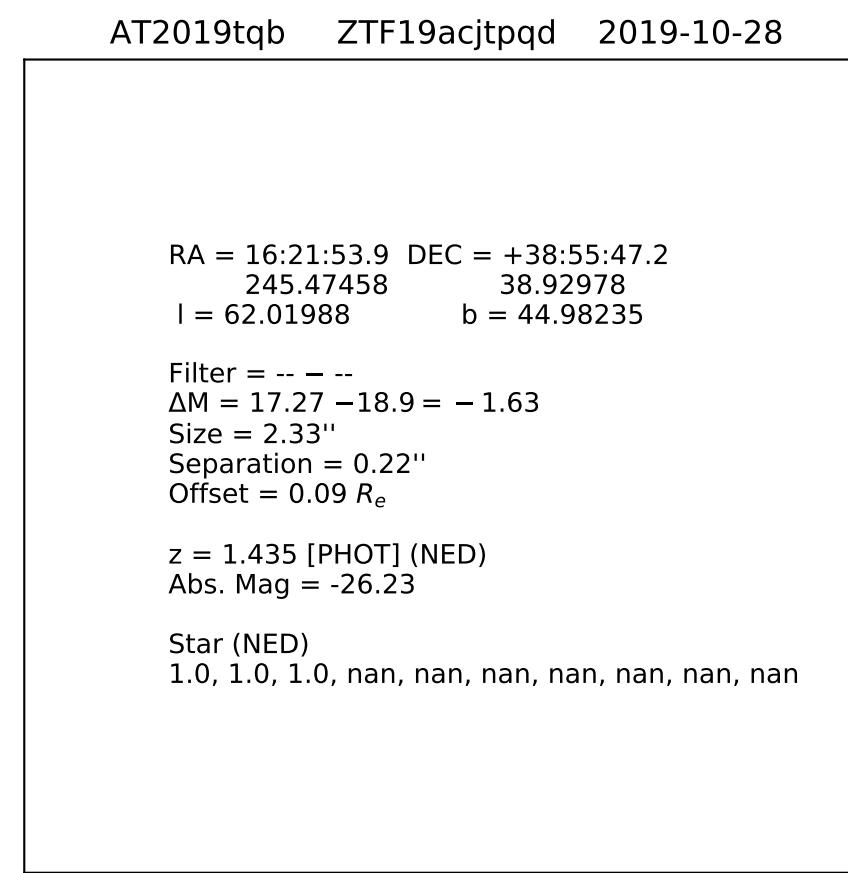 AT2019tqb ZTF19acjtpqd 2019-10-28
RA = 16:21:53.9 DEC = +38:55:47.2
245.47458 38.92978
l = 62.01988 b = 44.98235
Filter = -- − --
ΔM = 17.27 −18.9 = − 1.63
Size = 2.33''
Separation = 0.22''
Offset = 0.09 Re
z = 1.435 [PHOT] (NED)
Abs. Mag = -26.23
Star (NED)
1.0, 1.0, 1.0, nan, nan, nan, nan, nan, nan, nan